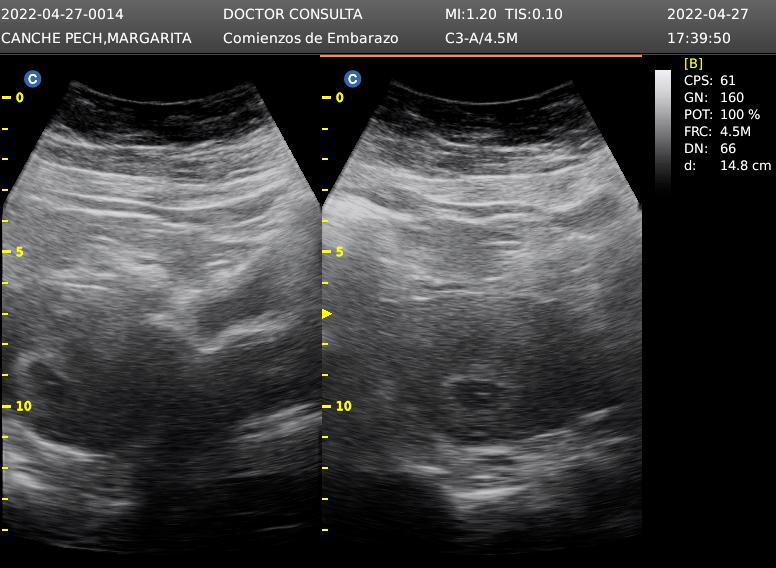 2022-04-27-0014 DOCTOR CONSULTA MI:1.20 TIS:0.10 2022-04-27
CANCHE PECH,MARGARITA Comienzos de Embarazo C3-A/4.5M 17:39:50
C C
[B]
CPS: 61
GN: 160
POT: 100 %
FRC: 4.5M
DN: 66
d: 14.8 cm
0 0
5 5
10 10